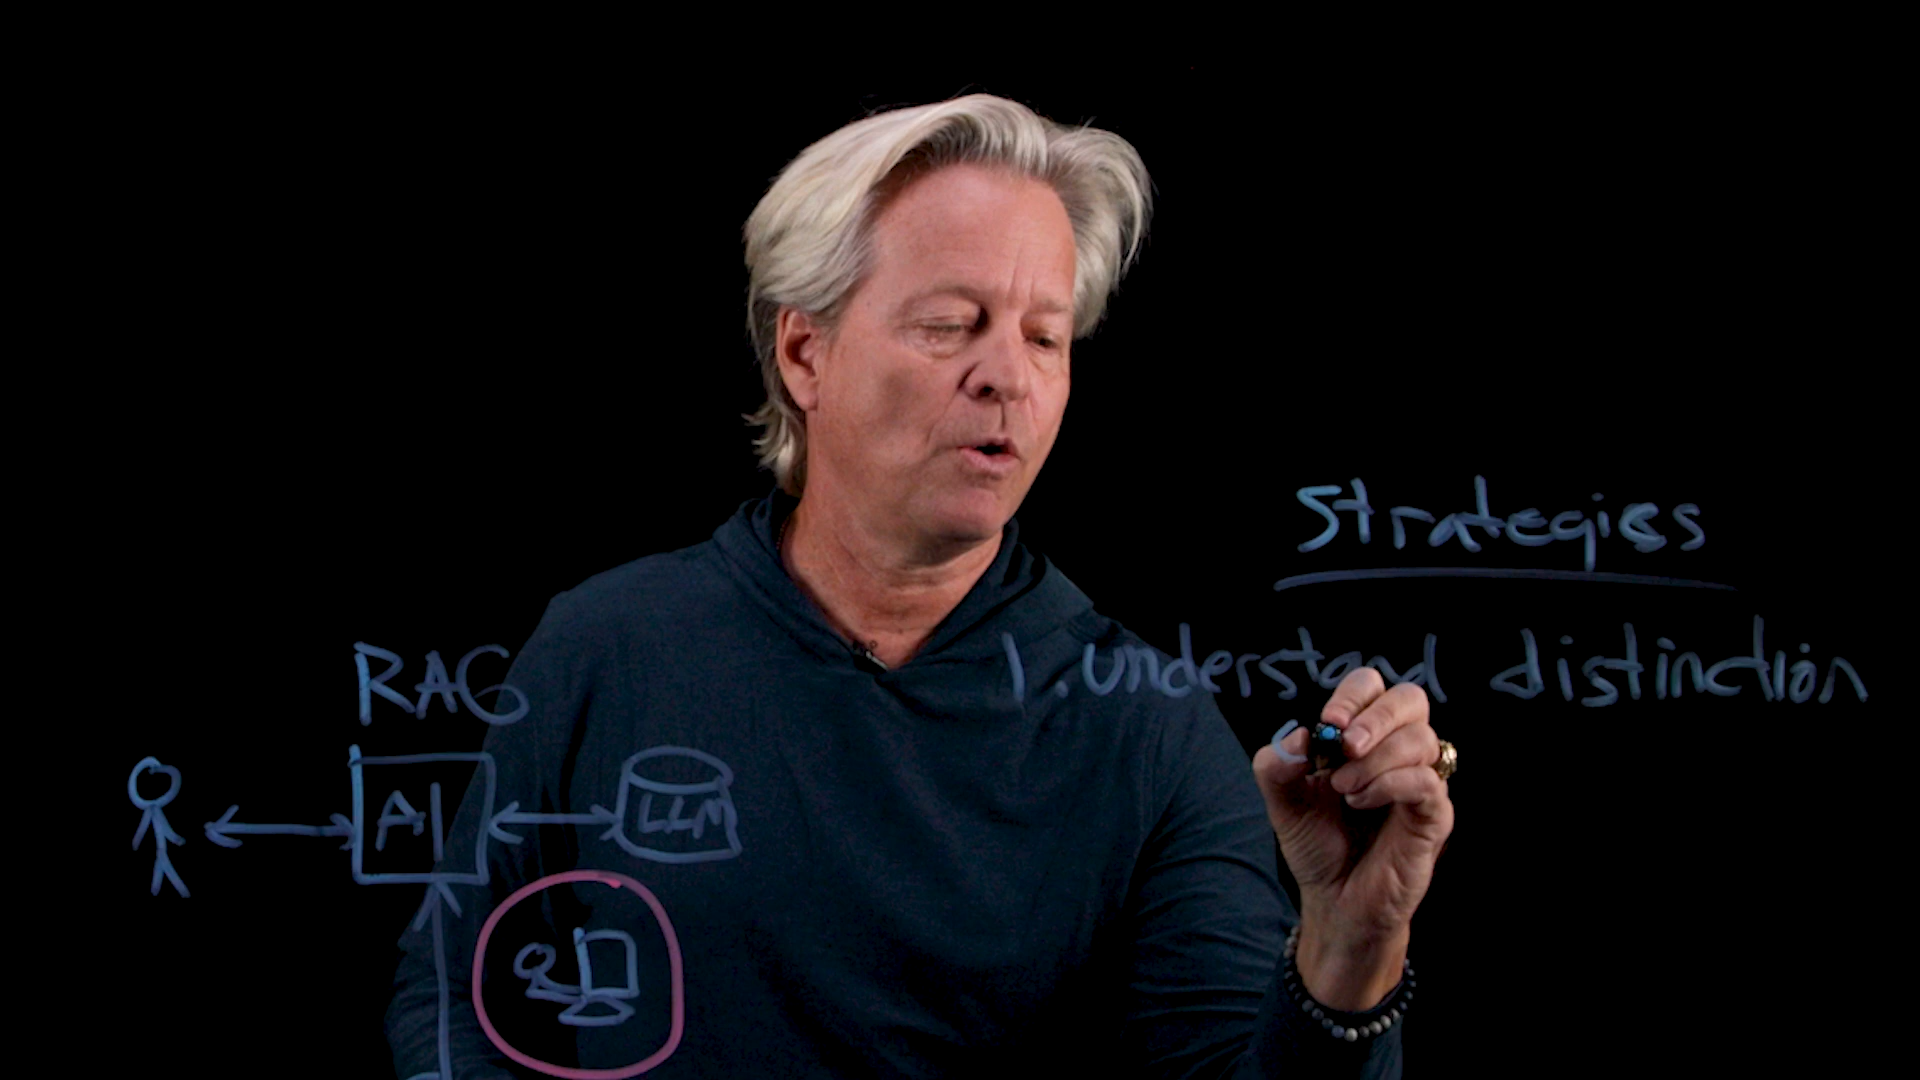 Strategies
1. understand distinction
RAG
AI
LLM